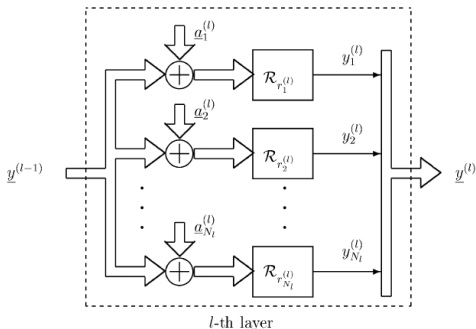 a_1^{(l)}
+ R_{r_1^{(l)}} y_1^{(l)}
a_2^{(l)}
+ R_{r_2^{(l)}} y_2^{(l)}
y^{(l-1)} y^{(l)}
a_{N_l}^{(l)}
+ R_{r_{N_l}^{(l)}} y_{N_l}^{(l)}
l-th layer